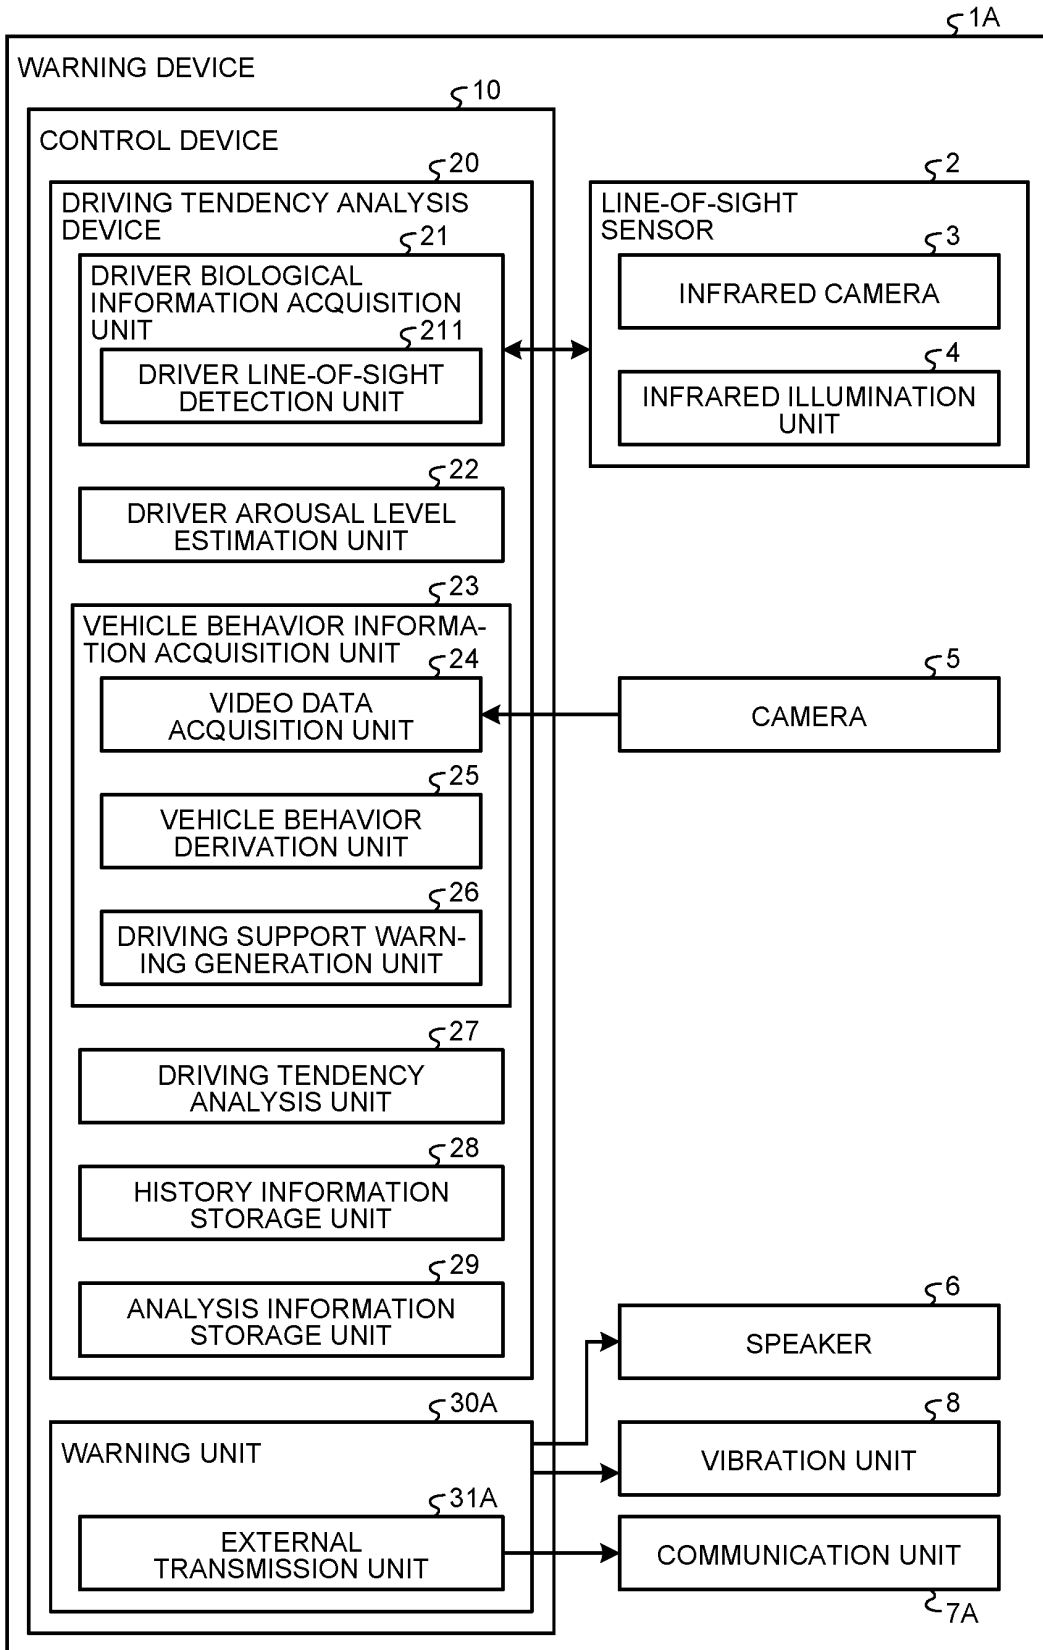 1A
WARNING DEVICE
10
CONTROL DEVICE
20
DRIVING TENDENCY ANALYSIS
DEVICE
21
DRIVER BIOLOGICAL
INFORMATION ACQUISITION
UNIT
211
DRIVER LINE-OF-SIGHT
DETECTION UNIT
2
LINE-OF-SIGHT
SENSOR
3
INFRARED CAMERA
4
INFRARED ILLUMINATION
UNIT
22
DRIVER AROUSAL LEVEL
ESTIMATION UNIT
23
VEHICLE BEHAVIOR INFORMA-
TION ACQUISITION UNIT
24
VIDEO DATA
ACQUISITION UNIT
5
CAMERA
25
VEHICLE BEHAVIOR
DERIVATION UNIT
26
DRIVING SUPPORT WARN-
ING GENERATION UNIT
27
DRIVING TENDENCY
ANALYSIS UNIT
28
HISTORY INFORMATION
STORAGE UNIT
29
ANALYSIS INFORMATION
STORAGE UNIT
6
SPEAKER
30A
WARNING UNIT
8
VIBRATION UNIT
31A
EXTERNAL
TRANSMISSION UNIT
COMMUNICATION UNIT
7A